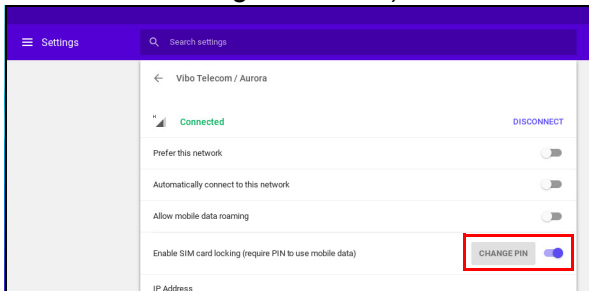 Settings
Search settings
Vibo Telecom / Aurora
H
Connected
DISCONNECT
Prefer this network
Automatically connect to this network
Allow mobile data roaming
Enable SIM card locking (require PIN to use mobile data)
CHANGE PIN
IP Address